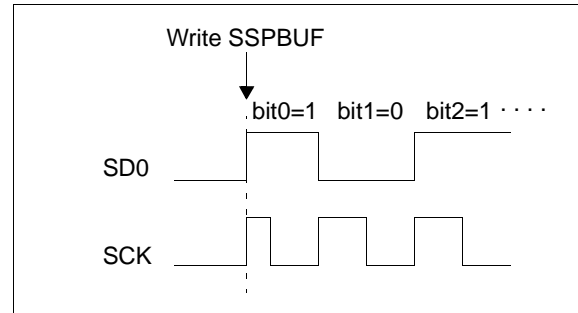 Write SSPBUF
bit0=1 bit1=0 bit2=1 · · · ·
SD0
SCK